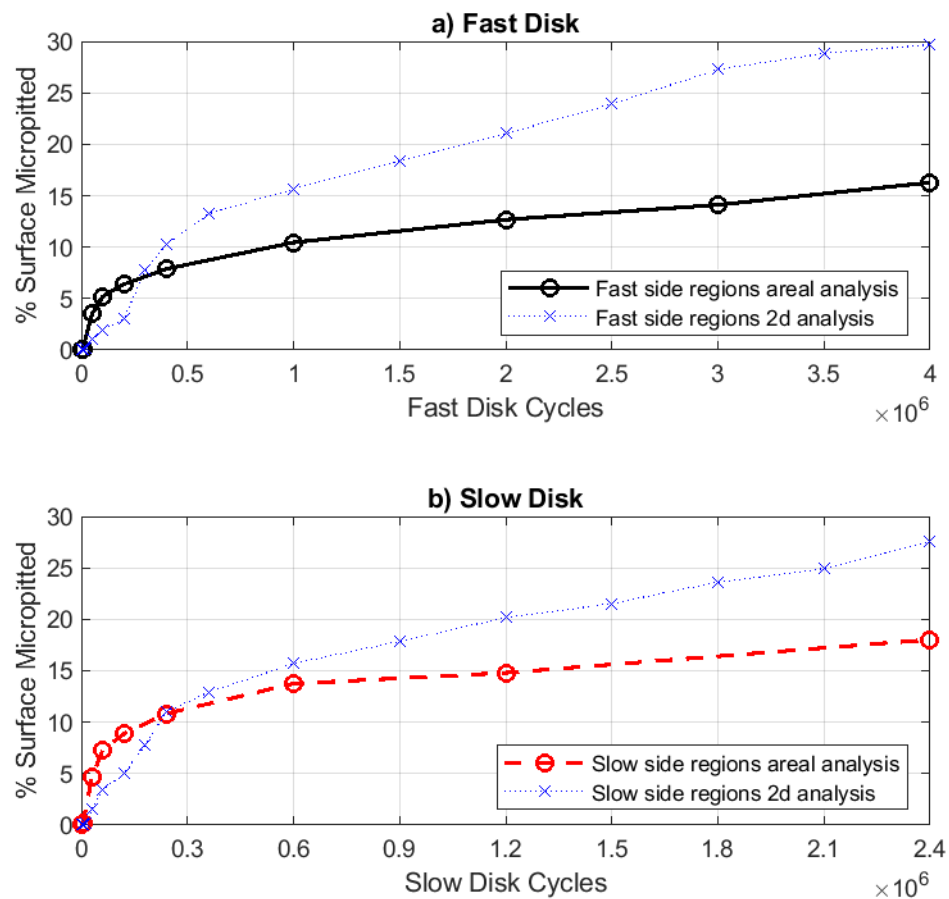 a) Fast Disk
30
25
20
15
10
5
0
% Surface Micropitted
Fast side regions areal analysis
Fast side regions 2d analysis
0 0.5 1 1.5 2 2.5 3 3.5 4
Fast Disk Cycles
×10⁶
b) Slow Disk
30
25
20
15
10
5
0
% Surface Micropitted
Slow side regions areal analysis
Slow side regions 2d analysis
0 0.3 0.6 0.9 1.2 1.5 1.8 2.1 2.4
Slow Disk Cycles
×10⁶